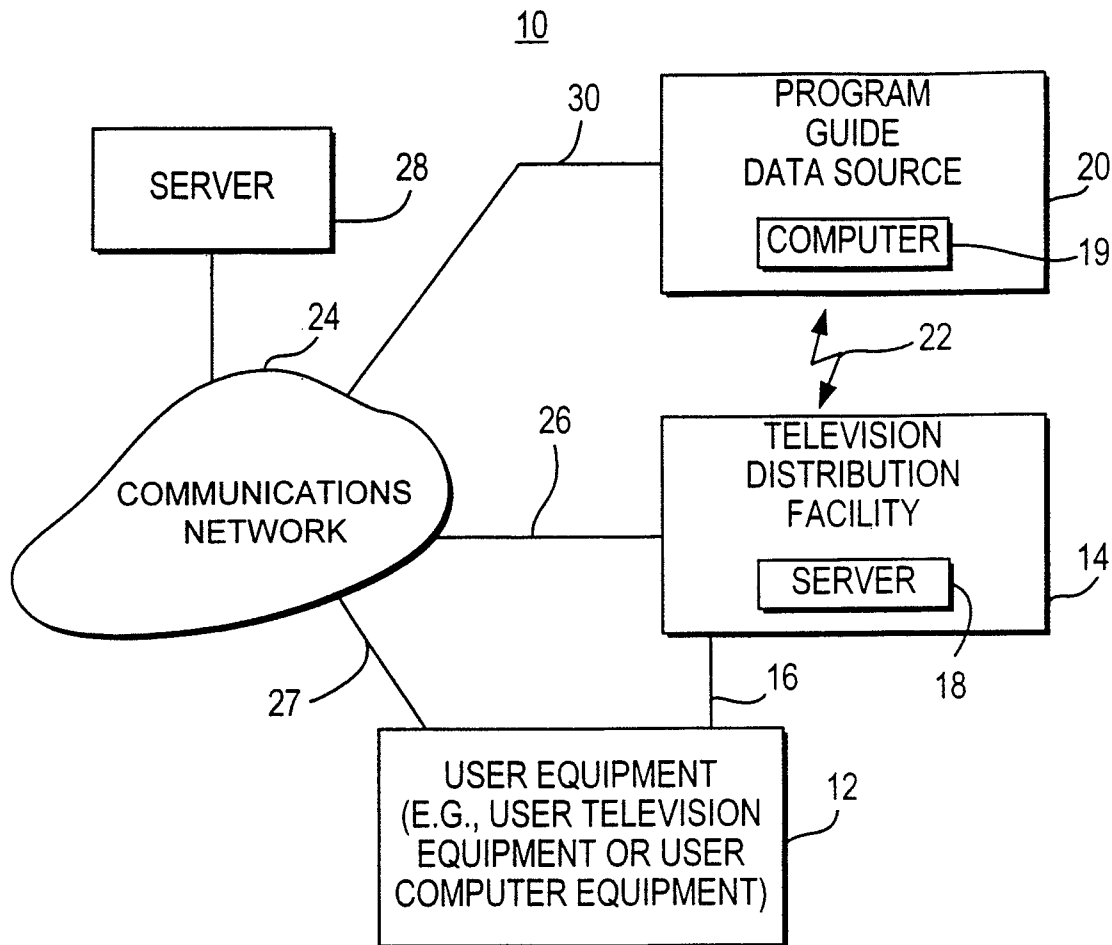 10
PROGRAM
GUIDE
DATA SOURCE
COMPUTER
20
19
30
SERVER
28
24
22
COMMUNICATIONS
NETWORK
26
TELEVISION
DISTRIBUTION
FACILITY
SERVER
14
18
27
16
USER EQUIPMENT
(E.G., USER TELEVISION
EQUIPMENT OR USER
COMPUTER EQUIPMENT)
12